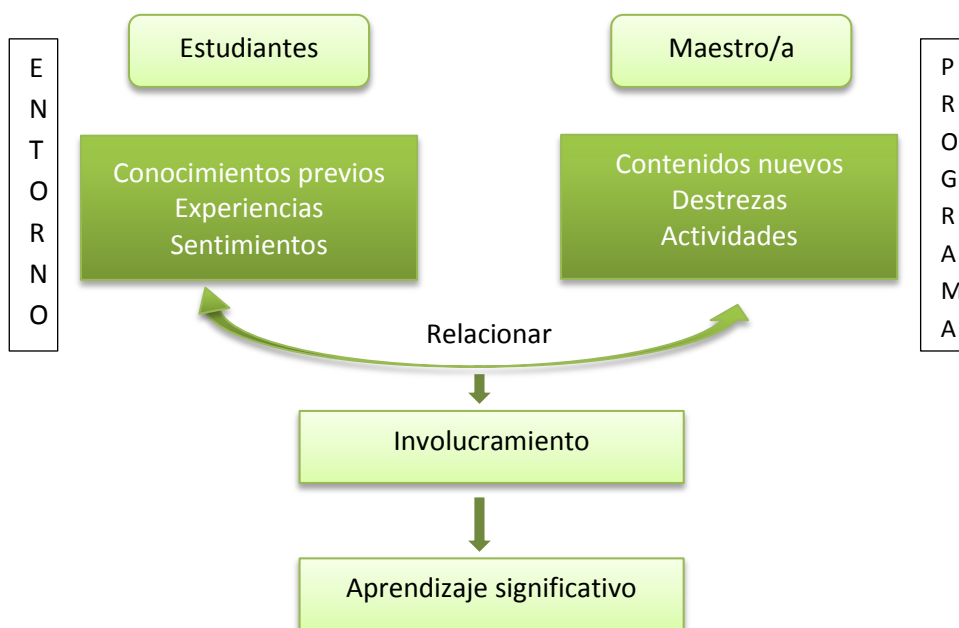 Estudiantes
Maestro/a
E
N
T
O
R
N
O
P
R
O
G
R
A
M
A
Conocimientos previos
Experiencias
Sentimientos
Contenidos nuevos
Destrezas
Actividades
Relacionar
Involucramiento
Aprendizaje significativo